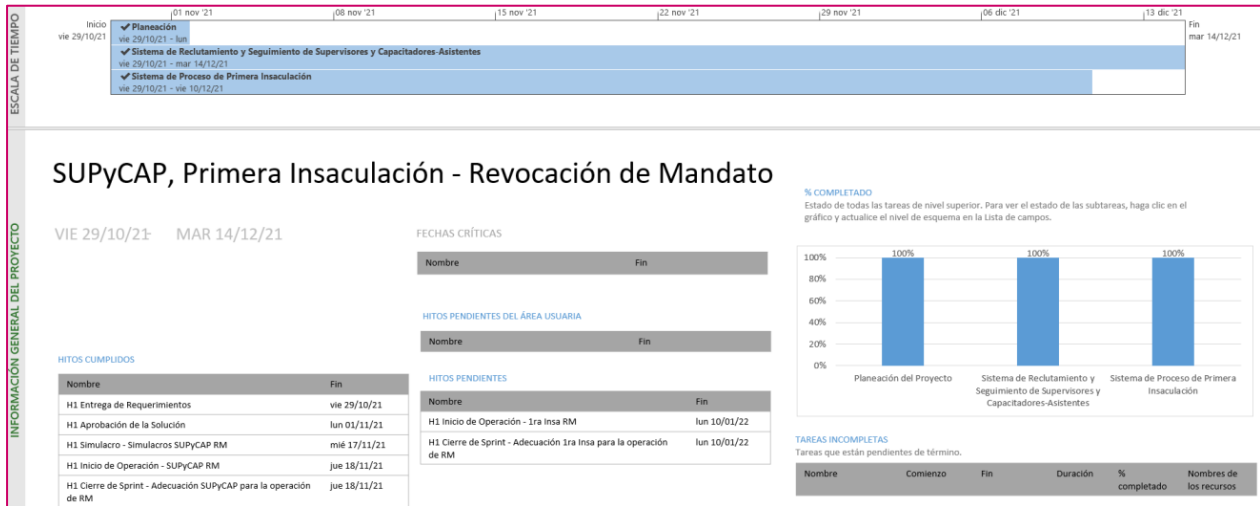 ESCALA DE TIEMPO
01 nov '21
08 nov '21
15 nov '21
22 nov '21
29 nov '21
06 dic '21
13 dic '21
Inicio
vie 29/10/21
Fin
mar 14/12/21
✔ Planeación
vie 29/10/21 - lun
✔ Sistema de Reclutamiento y Seguimiento de Supervisores y Capacitadores-Asistentes
vie 29/10/21 - mar 14/12/21
✔ Sistema de Proceso de Primera Insaculación
vie 29/10/21 - vie 10/12/21
INFORMACIÓN GENERAL DEL PROYECTO
SUPyCAP, Primera Insaculación - Revocación de Mandato
VIE 29/10/21- MAR 14/12/21
HITOS CUMPLIDOS
Nombre Fin
H1 Entrega de Requerimientos vie 29/10/21
H1 Aprobación de la Solución lun 01/11/21
H1 Simulacro - Simulacros SUPyCAP RM mié 17/11/21
H1 Inicio de Operación - SUPyCAP RM jue 18/11/21
H1 Cierre de Sprint - Adecuación SUPyCAP para la operación jue 18/11/21
de RM
FECHAS CRÍTICAS
Nombre Fin
HITOS PENDIENTES DEL ÁREA USUARIA
Nombre Fin
HITOS PENDIENTES
Nombre Fin
H1 Inicio de Operación - 1ra Insa RM lun 10/01/22
H1 Cierre de Sprint - Adecuación 1ra Insa para la operación lun 10/01/22
de RM
% COMPLETADO
Estado de todas las tareas de nivel superior. Para ver el estado de las subtareas, haga clic en el
gráfico y actualice el nivel de esquema en la Lista de campos.
100%
80%
60%
40%
20%
0%
100% 100% 100%
Planeación del Proyecto
Sistema de Reclutamiento y
Seguimiento de Supervisores y
Capacitadores-Asistentes
Sistema de Proceso de Primera
Insaculación
TAREAS INCOMPLETAS
Tareas que están pendientes de término.
Nombre Comienzo Fin Duración % completado Nombres de los recursos